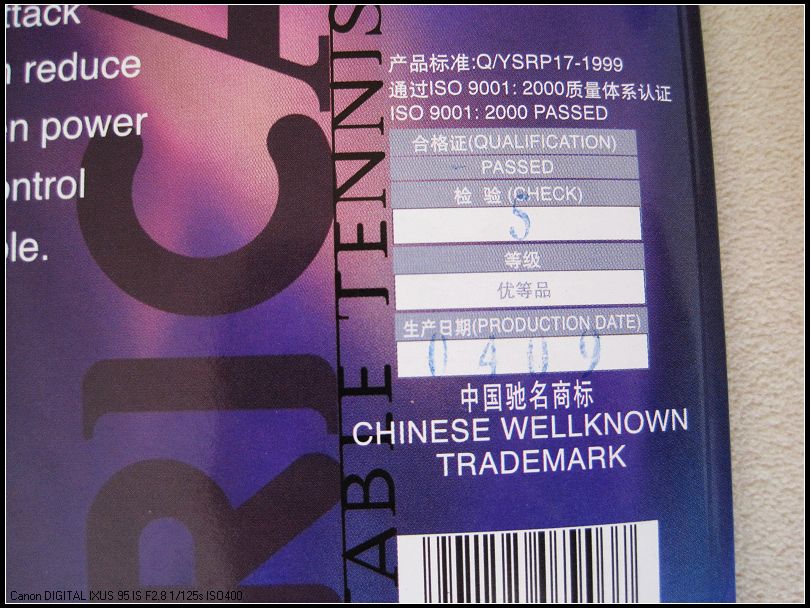 ttack
reduce
en power
ontrol
ole.
RICA
TABLE TENNIS
产品标准:Q/YSRP17-1999
通过ISO 9001: 2000质量体系认证
ISO 9001: 2000 PASSED
合格证(QUALIFICATION)
PASSED
检 验 (CHECK)
5
等级
优等品
生产日期(PRODUCTION DATE)
0409
中国驰名商标
CHINESE WELLKNOWN
TRADEMARK
Canon DIGITAL IXUS 95 IS F2.8 1/125s ISO400